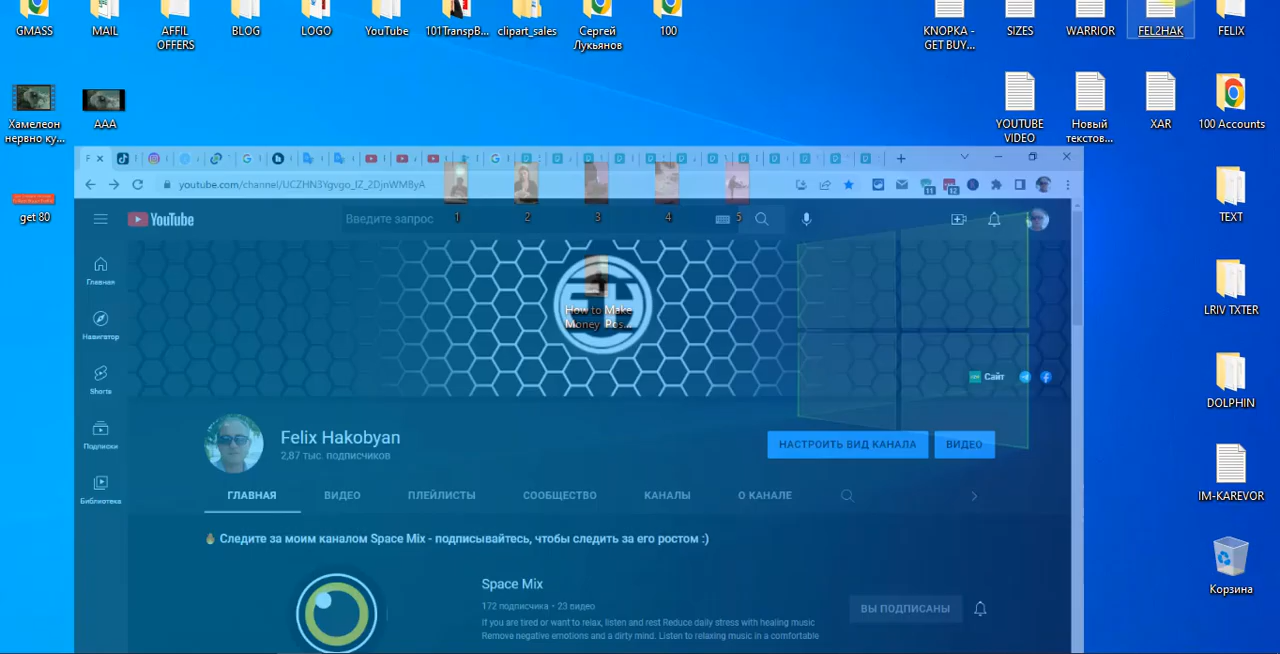 GMASS
MAIL
AFFIL
OFFERS
BLOG
LOGO
YouTube
101TranspB...
clipart_sales
Сергей
Лукьянов
100
KNOPKA -
GET BUY...
SIZES
WARRIOR
FEL2HAK
FELIX
Хамелеон
нервно ку...
AAA
YOUTUBE
VIDEO
Новый
текстов...
XAR
100 Accounts
youtube.com/channel/UCZHN3Ygvgo_lZ_2DjnWMByA
11
12
get 80
YouTube
Введите запрос
1
2
3
4
5
TEXT
Главная
How to Make
Money Pos...
LRIV TXTER
Навигатор
Shorts
Сайт
DOLPHIN
Подписки
Felix Hakobyan
2,87 тыс. подписчиков
НАСТРОИТЬ ВИД КАНАЛА
ВИДЕО
Библиотека
ГЛАВНАЯ
ВИДЕО
ПЛЕЙЛИСТЫ
СООБЩЕСТВО
КАНАЛЫ
О КАНАЛЕ
IM-KAREVOR
Следите за моим каналом Space Mix - подписывайтесь, чтобы следить за его ростом :)
Space Mix
172 подписчика • 23 видео
ВЫ ПОДПИСАНЫ
If you are tired or want to relax, listen and rest Reduce daily stress with healing music
Remove negative emotions and a dirty mind. Listen to relaxing music in a comfortable
Корзина